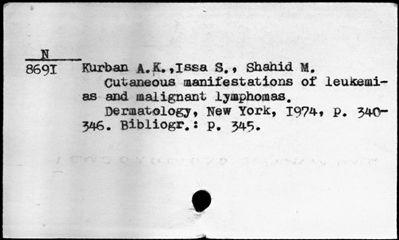 N
8691 Kurban A.K., Issa S., Shahid M.
Cutaneous manifestations of leukemi-
as and malignant lymphomas.
Dermatology, New York, I974, p. 340-
346. Bibliogr.: p. 345.